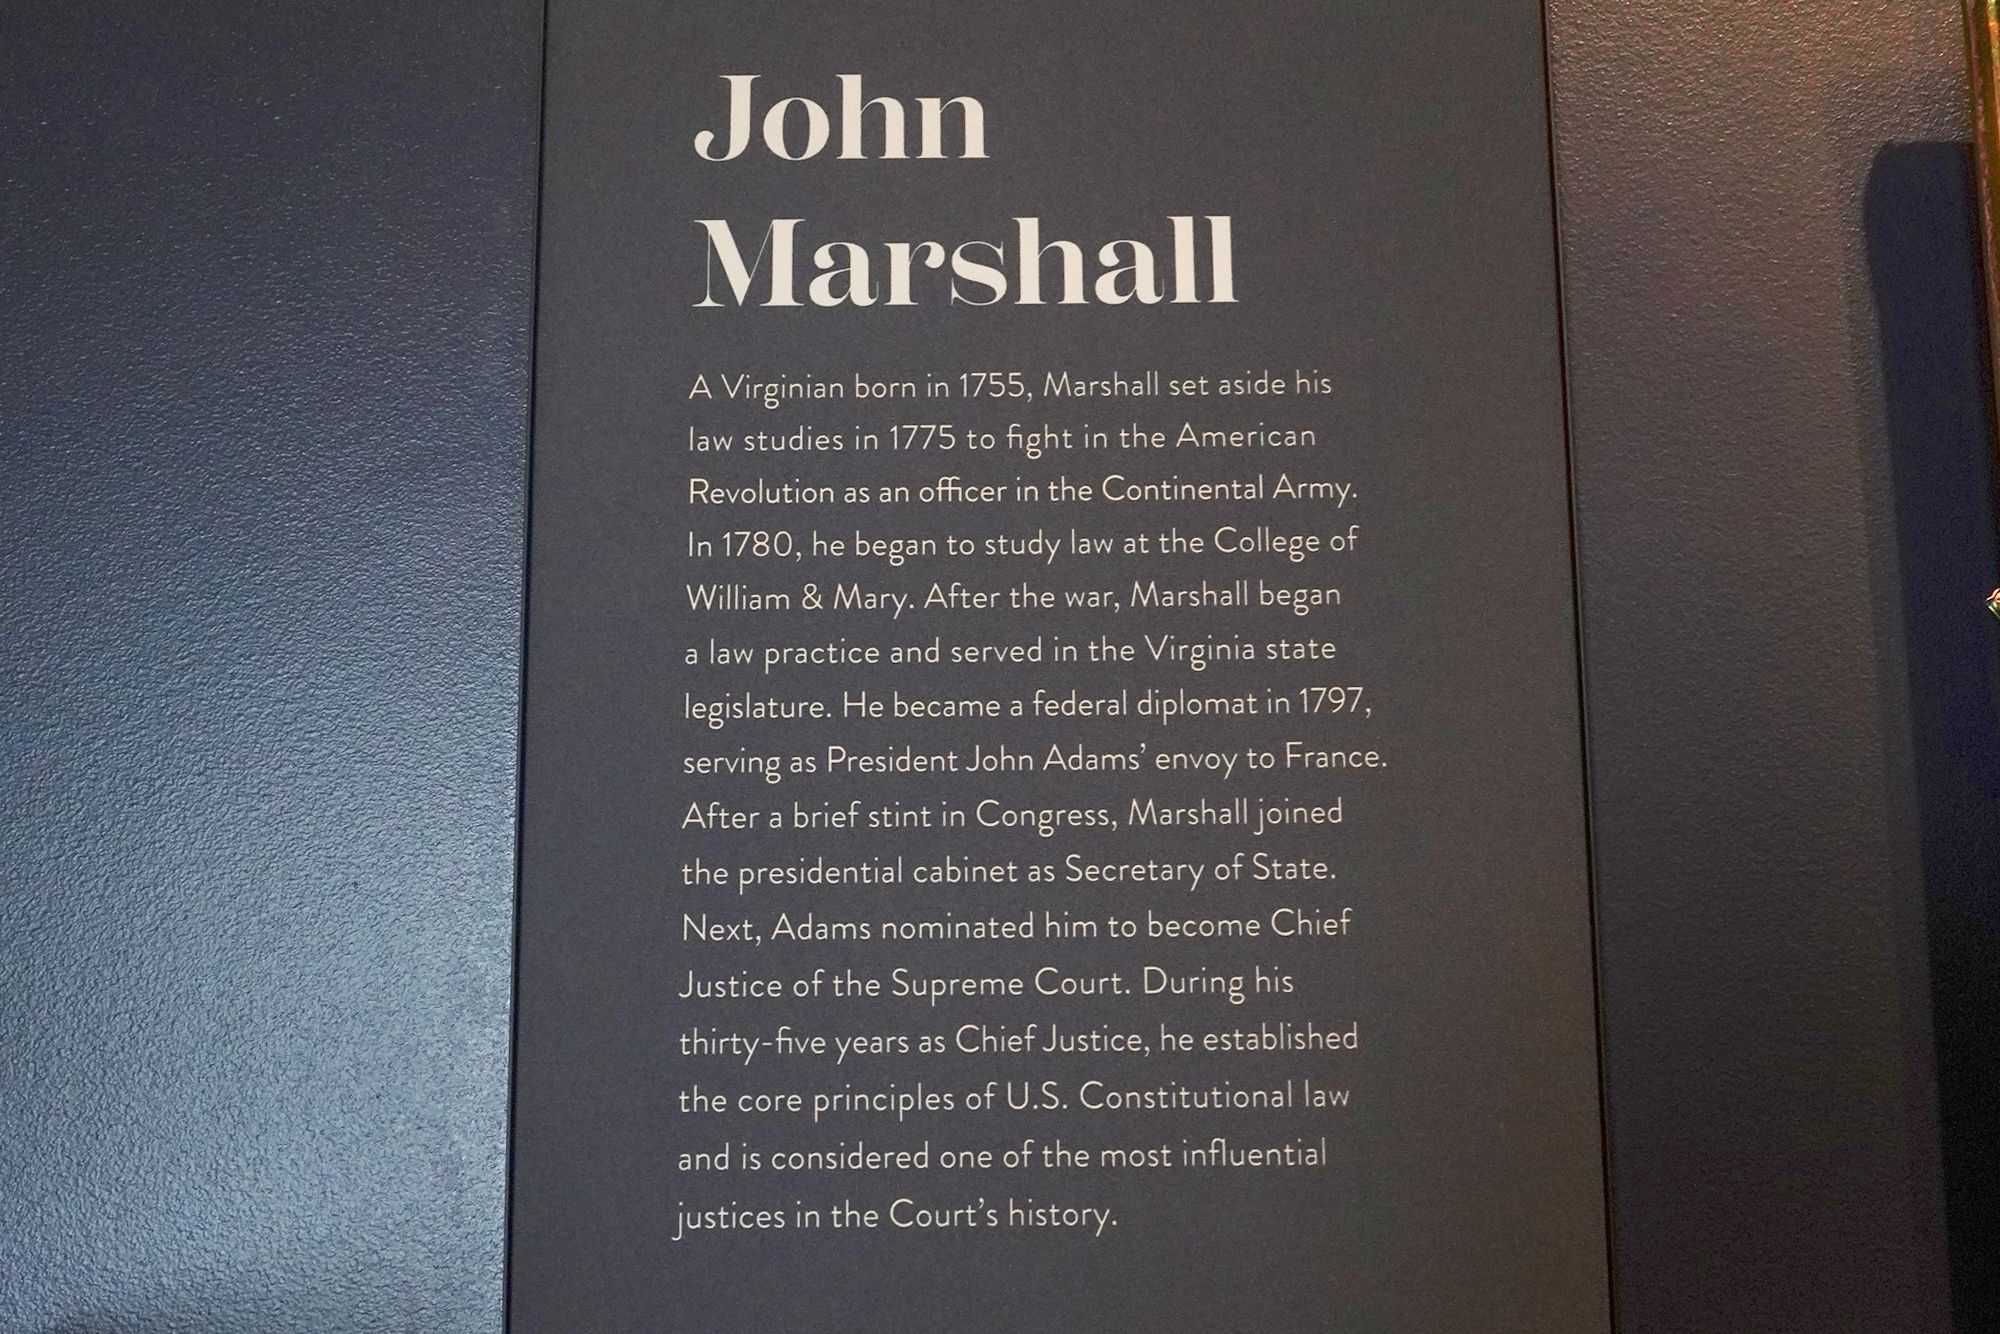 John
Marshall
A Virginian born in 1755, Marshall set aside his
law studies in 1775 to fight in the American
Revolution as an officer in the Continental Army.
In 1780, he began to study law at the College of
William & Mary. After the war, Marshall began
a law practice and served in the Virginia state
legislature. He became a federal diplomat in 1797,
serving as President John Adams’ envoy to France.
After a brief stint in Congress, Marshall joined
the presidential cabinet as Secretary of State.
Next, Adams nominated him to become Chief
Justice of the Supreme Court. During his
thirty-five years as Chief Justice, he established
the core principles of U.S. Constitutional law
and is considered one of the most influential
justices in the Court’s history.